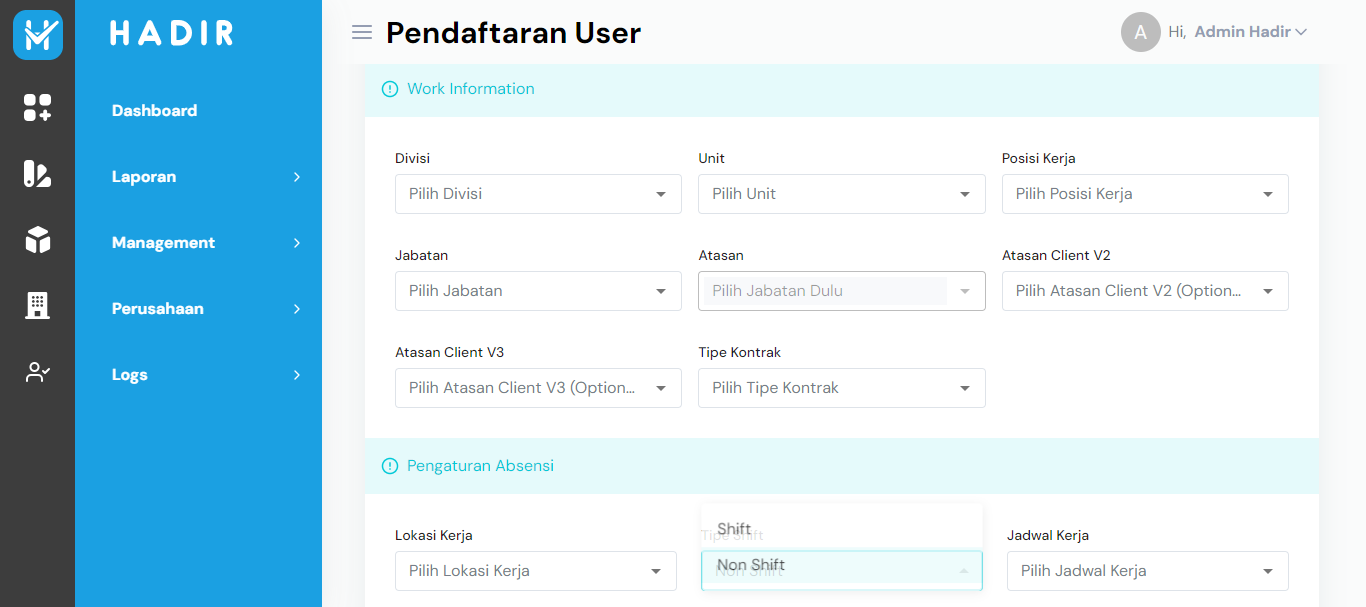 HADIR
Pendaftaran User
A Hi, Admin Hadir
Dashboard
Laporan
Management
Perusahaan
Logs
Work Information
Divisi Unit Posisi Kerja
Pilih Divisi Pilih Unit Pilih Posisi Kerja
Jabatan Atasan Atasan Client V2
Pilih Jabatan Pilih Jabatan Dulu Pilih Atasan Client V2 (Option...
Atasan Client V3 Tipe Kontrak
Pilih Atasan Client V3 (Option... Pilih Tipe Kontrak
Pengaturan Absensi
Shift
Lokasi Kerja Tipe Shift Jadwal Kerja
Non Shift
Pilih Lokasi Kerja Non Shift Pilih Jadwal Kerja